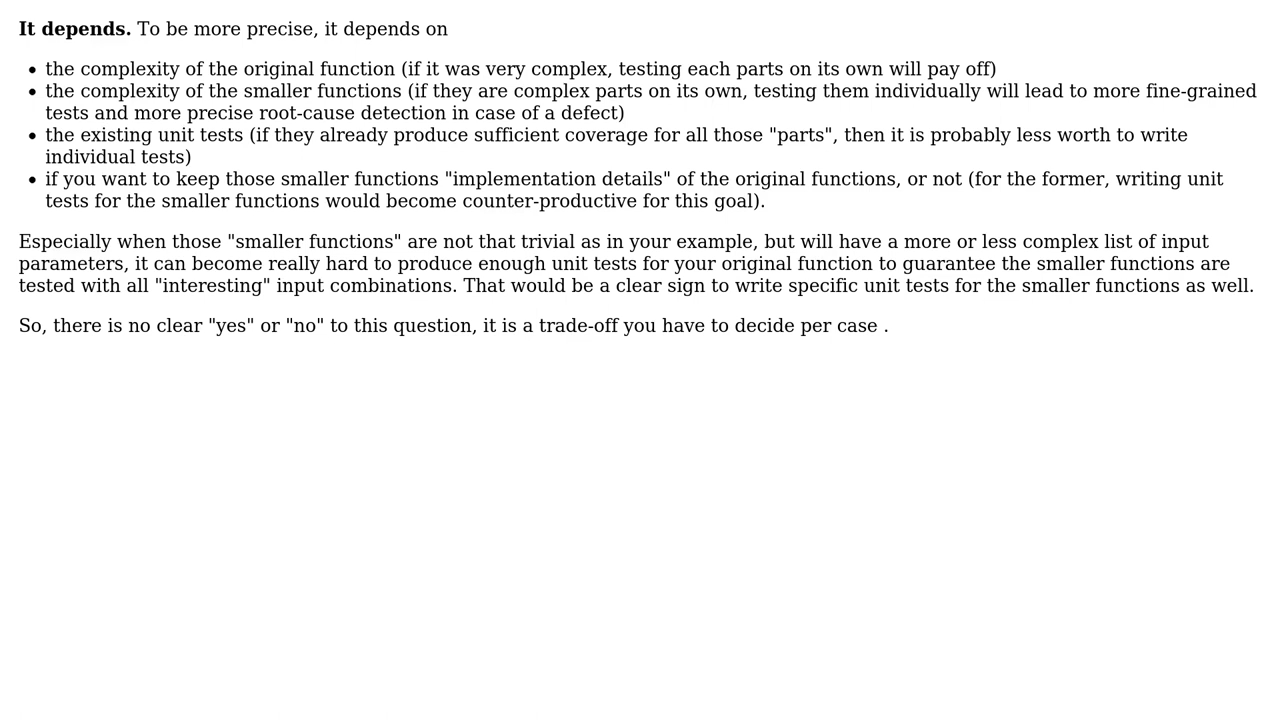 It depends. To be more precise, it depends on
• the complexity of the original function (if it was very complex, testing each parts on its own will pay off)
• the complexity of the smaller functions (if they are complex parts on its own, testing them individually will lead to more fine-grained
tests and more precise root-cause detection in case of a defect)
• the existing unit tests (if they already produce sufficient coverage for all those "parts", then it is probably less worth to write
individual tests)
• if you want to keep those smaller functions "implementation details" of the original functions, or not (for the former, writing unit
tests for the smaller functions would become counter-productive for this goal).
Especially when those "smaller functions" are not that trivial as in your example, but will have a more or less complex list of input
parameters, it can become really hard to produce enough unit tests for your original function to guarantee the smaller functions are
tested with all "interesting" input combinations. That would be a clear sign to write specific unit tests for the smaller functions as well.
So, there is no clear "yes" or "no" to this question, it is a trade-off you have to decide per case .